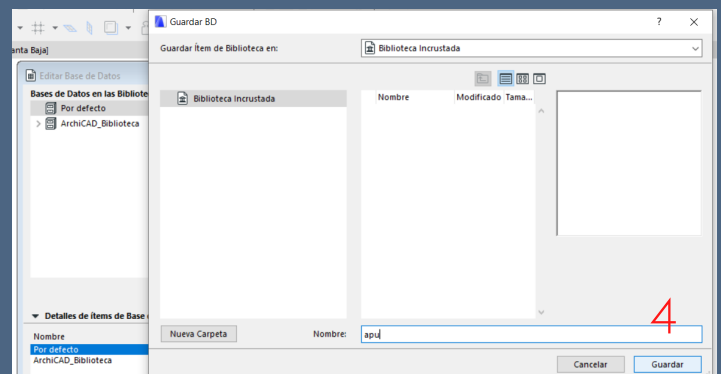 Guardar BD
? X
anta Baja]
Guardar Ítem de Biblioteca en:
Biblioteca Incrustada
Editar Base de Datos
Bases de Datos en las Bibliote
Por defecto
ArchiCAD_Biblioteca
Biblioteca Incrustada
Nombre Modificado Tama...
Detalles de ítems de Base
Nombre
Por defecto
ArchiCAD_Biblioteca
Nueva Carpeta
Nombre:
apu
4
Cancelar
Guardar